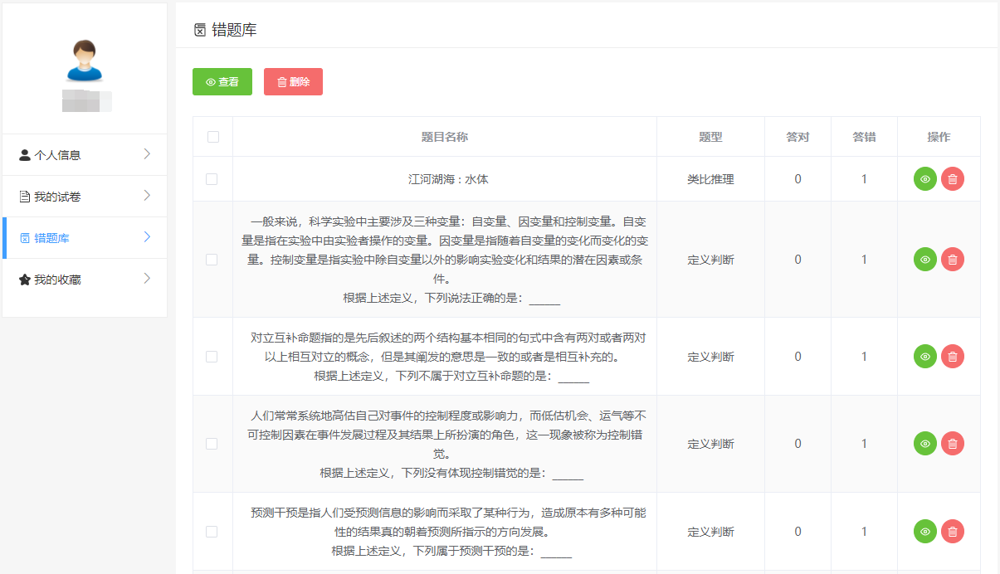 错题库
查看
删除
个人信息
我的试卷
错题库
我的收藏
题目名称
题型
答对
答错
操作
江河湖海 : 水体
类比推理
0
1
一般来说，科学实验中主要涉及三种变量：自变量、因变量和控制变量。自变
量是指在实验中由实验者操作的变量。因变量是指随着自变量的变化而变化的变
量。控制变量是指实验中除自变量以外的影响实验变化和结果的潜在因素或条
件。
根据上述定义，下列说法正确的是：_____
定义判断
0
1
对立互补命题指的是先后叙述的两个结构基本相同的句式中含有两对或者两对
以上相互对立的概念，但是其阐发的意思是一致的或者是相互补充的。
根据上述定义，下列不属于对立互补命题的是：_____
定义判断
0
1
人们常常系统地高估自己对事件的控制程度或影响力，而低估机会、运气等不
可控制因素在事件发展过程及其结果上所扮演的角色，这一现象被称为控制错
觉。
根据上述定义，下列没有体现控制错觉的是：_____
定义判断
0
1
预测干预是指人们受预测信息的影响而采取了某种行为，造成原本有多种可能
性的结果真的朝着预测所指示的方向发展。
根据上述定义，下列属于预测干预的是：_____
定义判断
0
1